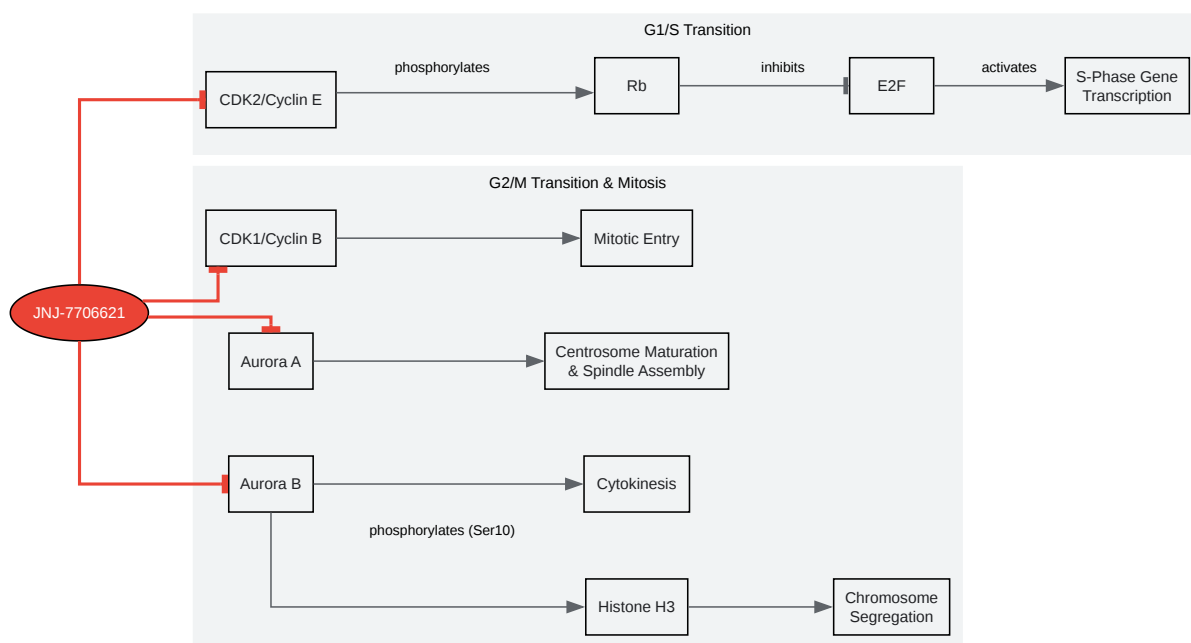 G1/S Transition
CDK2/Cyclin E
phosphorylates
Rb
inhibits
E2F
activates
S-Phase Gene
Transcription
G2/M Transition & Mitosis
CDK1/Cyclin B
Mitotic Entry
JNJ-7706621
Aurora A
Centrosome Maturation
& Spindle Assembly
Aurora B
Cytokinesis
phosphorylates (Ser10)
Histone H3
Chromosome
Segregation